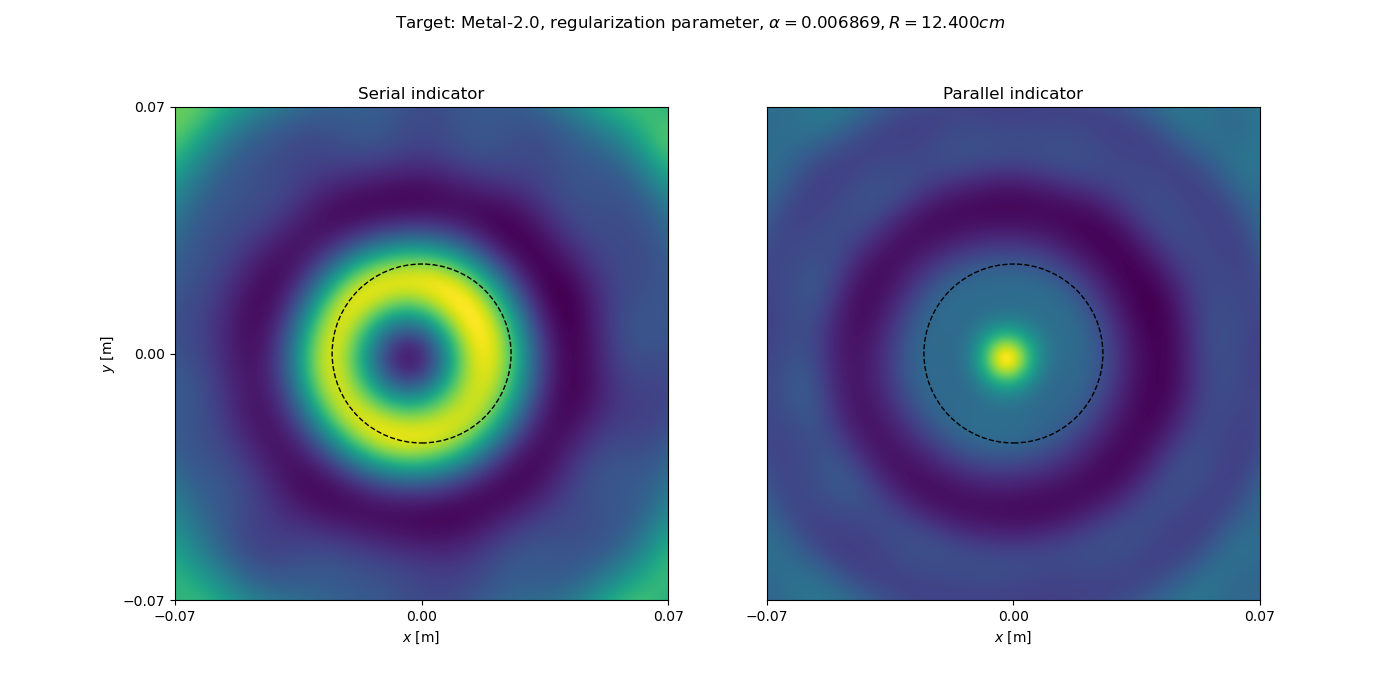 Target: Metal-2.0, regularization parameter, α = 0.006869, R = 12.400cm
Serial indicator
Parallel indicator
0.07
0.00
−0.07
y [m]
−0.07
0.00
0.07
−0.07
0.00
0.07
x [m]
x [m]